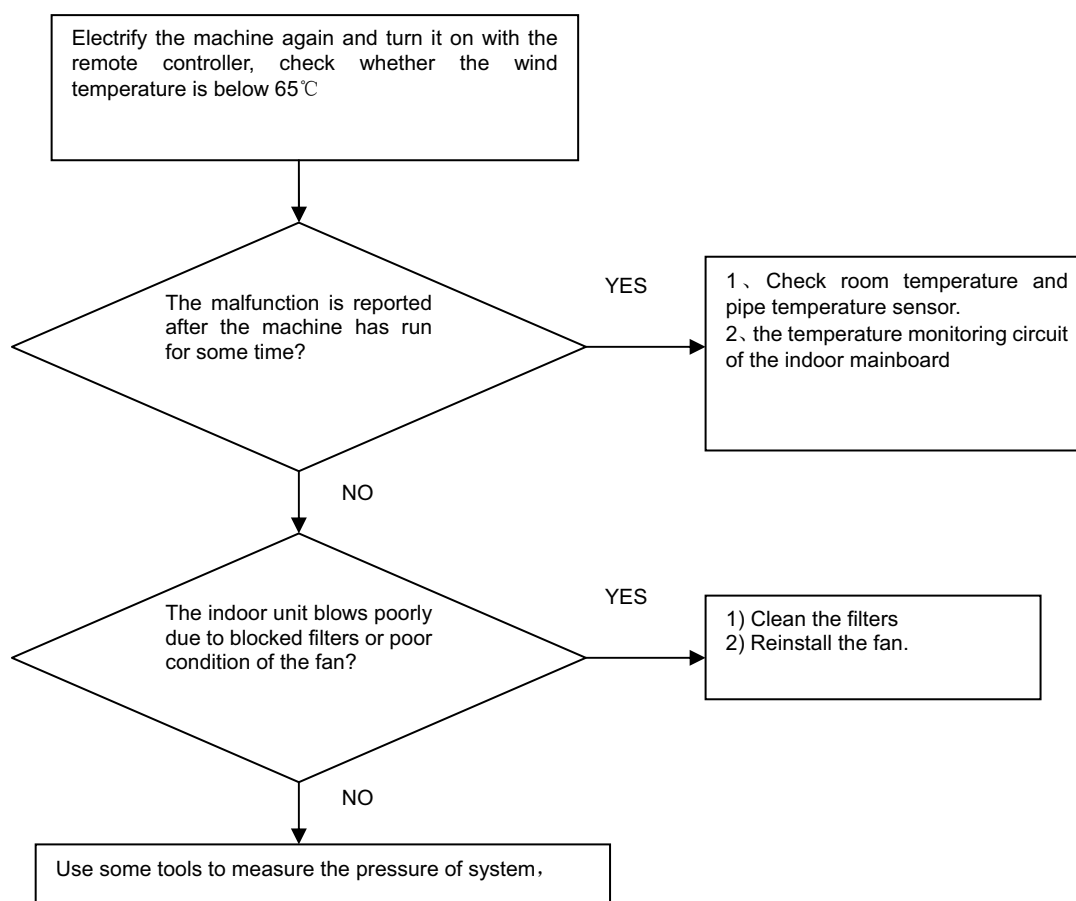 Electrify the machine again and turn it on with the
remote controller, check whether the wind
temperature is below 65℃
The malfunction is reported
after the machine has run
for some time?
YES
1、Check room temperature and
pipe temperature sensor.
2、the temperature monitoring circuit
of the indoor mainboard
NO
The indoor unit blows poorly
due to blocked filters or poor
condition of the fan?
YES
1) Clean the filters
2) Reinstall the fan.
NO
Use some tools to measure the pressure of system，